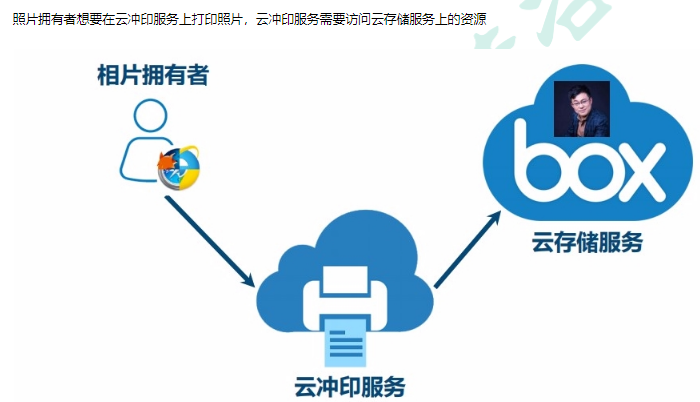 照片拥有者想要在云冲印服务上打印照片，云冲印服务需要访问云存储服务上的资源
相片拥有者
box
云存储服务
云冲印服务